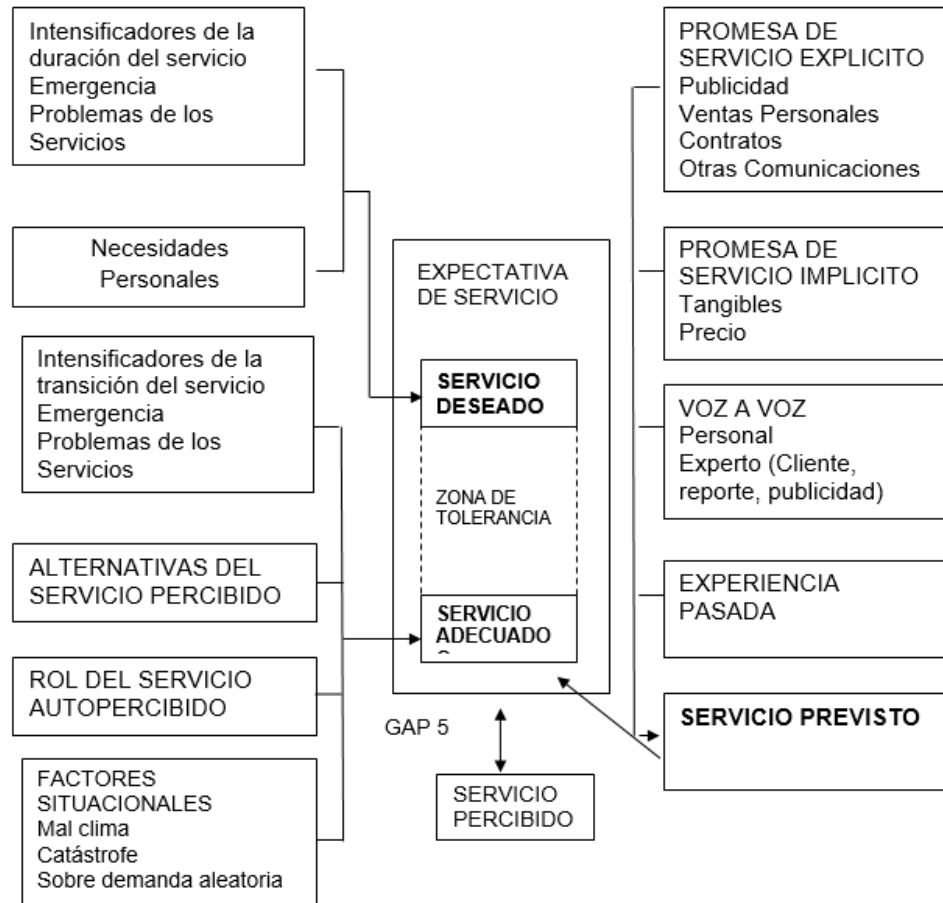 Intensificadores de la
duración del servicio
Emergencia
Problemas de los
Servicios
Necesidades
Personales
Intensificadores de la
transición del servicio
Emergencia
Problemas de los
Servicios
ALTERNATIVAS DEL
SERVICIO PERCIBIDO
ROL DEL SERVICIO
AUTOPERCIBIDO
FACTORES
SITUACIONALES
Mal clima
Catástrofe
Sobre demanda aleatoria
EXPECTATIVA
DE SERVICIO
SERVICIO
DESEADO
ZONA DE
TOLERANCIA
SERVICIO
ADECUADO
GAP 5
SERVICIO
PERCIBIDO
PROMESA DE
SERVICIO EXPLICITO
Publicidad
Ventas Personales
Contratos
Otras Comunicaciones
PROMESA DE
SERVICIO IMPLICITO
Tangibles
Precio
VOZ A VOZ
Personal
Experto (Cliente,
reporte, publicidad)
EXPERIENCIA
PASADA
SERVICIO PREVISTO